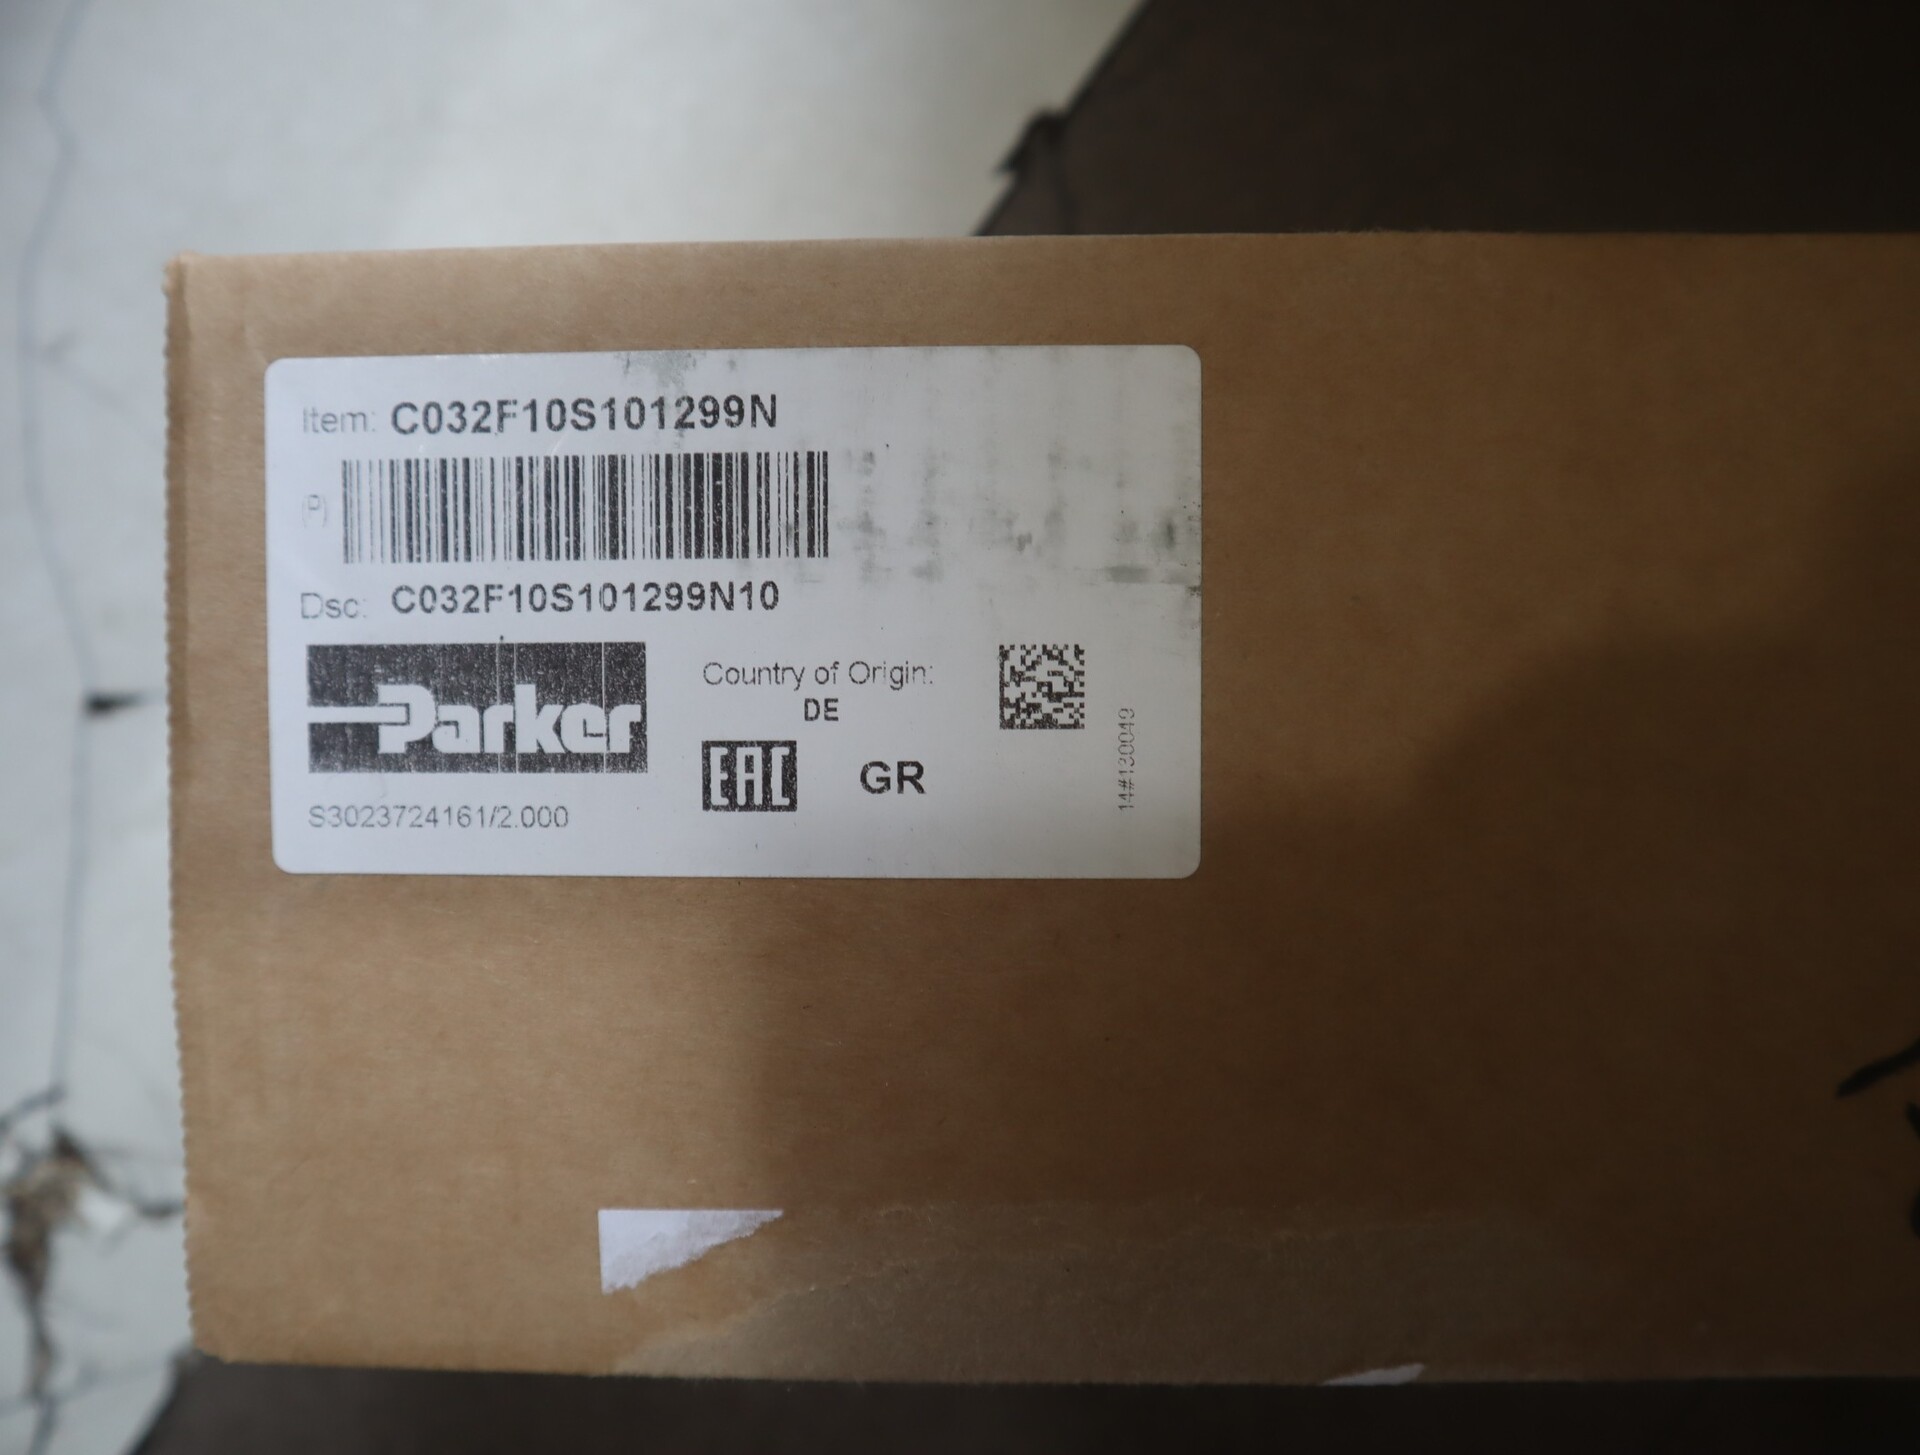 Item: C032F10S101299N
(P)
Dsc: C032F10S101299N10
Parker
Country of Origin:
DE
EAC
GR
S3023724161/2.000
14#130049